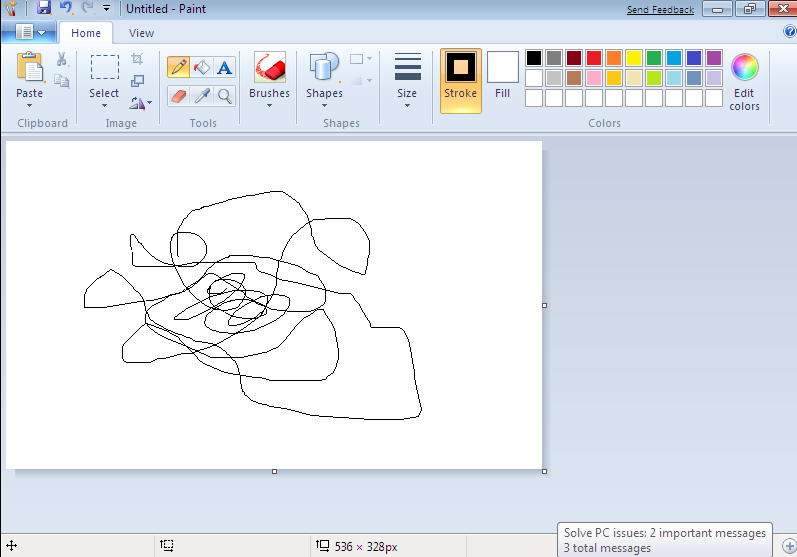 Untitled - Paint
Send Feedback
Home
View
Paste
Select
Brushes
Shapes
Size
Stroke
Fill
Edit
colors
Clipboard
Image
Tools
Shapes
Colors
536 × 328px
Solve PC issues: 2 important messages
3 total messages